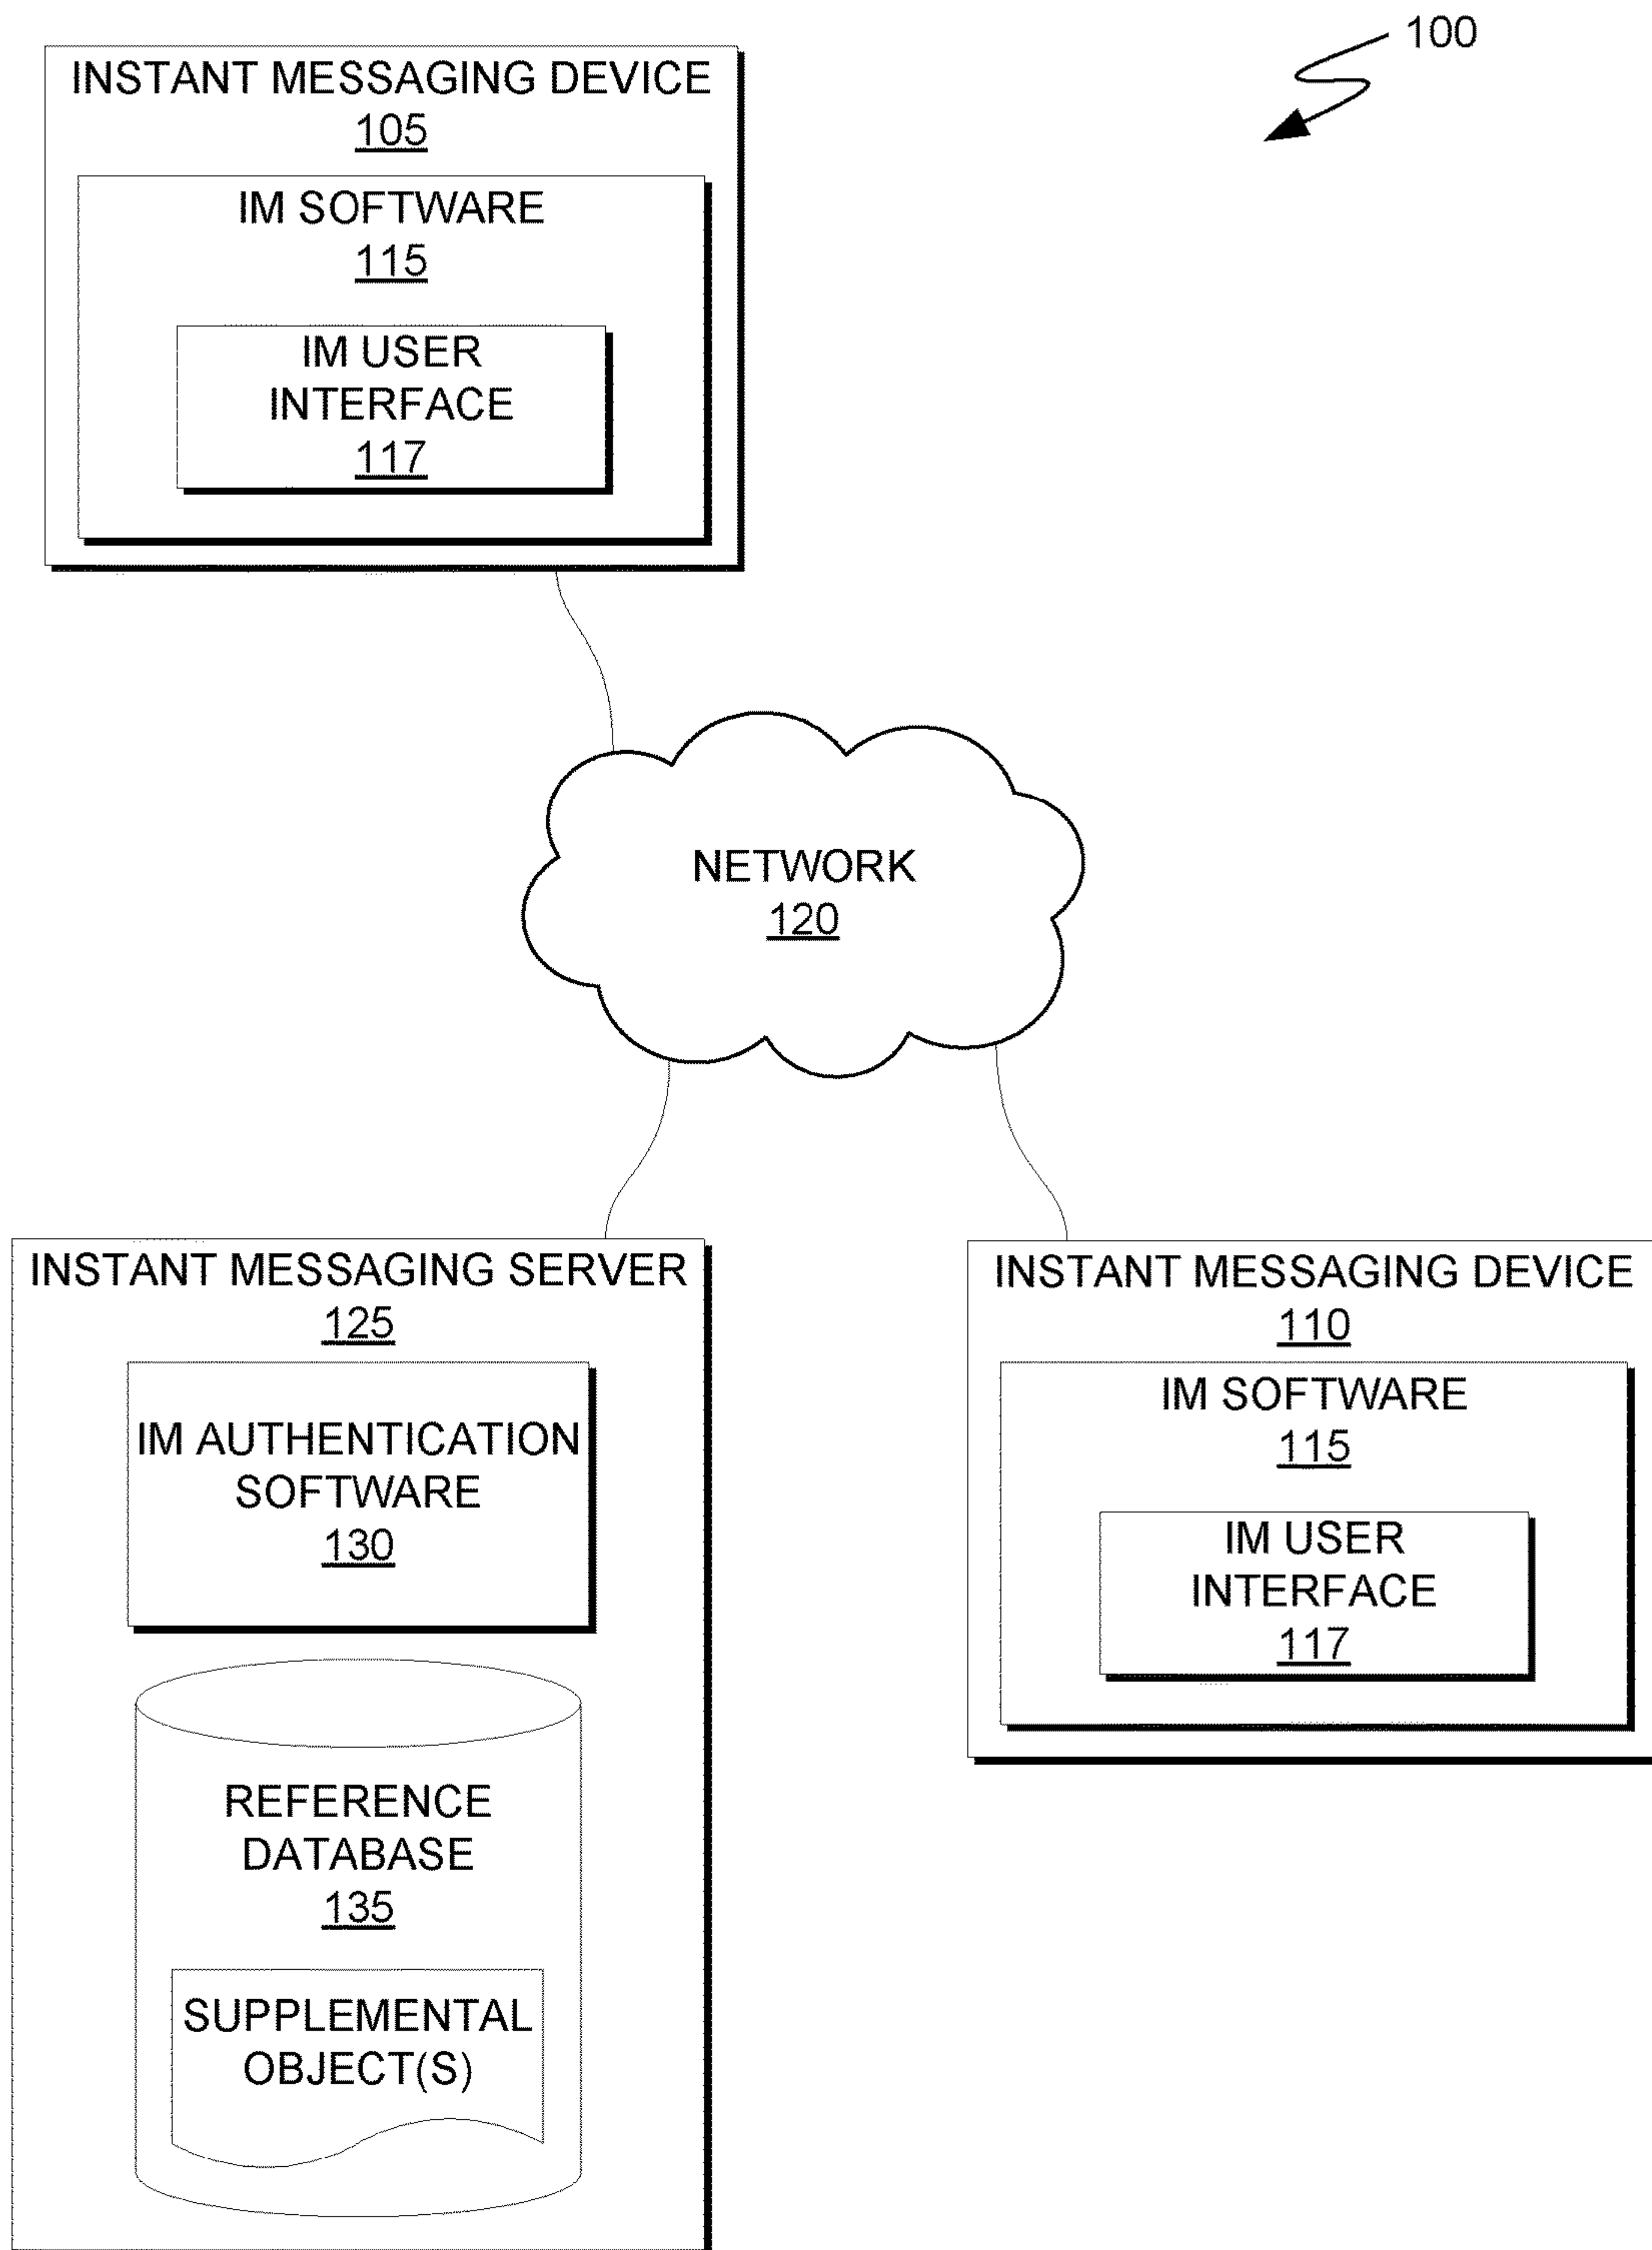 100
INSTANT MESSAGING DEVICE
105
IM SOFTWARE
115
IM USER
INTERFACE
117
NETWORK
120
INSTANT MESSAGING SERVER
125
IM AUTHENTICATION
SOFTWARE
130
REFERENCE
DATABASE
135
SUPPLEMENTAL
OBJECT(S)
INSTANT MESSAGING DEVICE
110
IM SOFTWARE
115
IM USER
INTERFACE
117